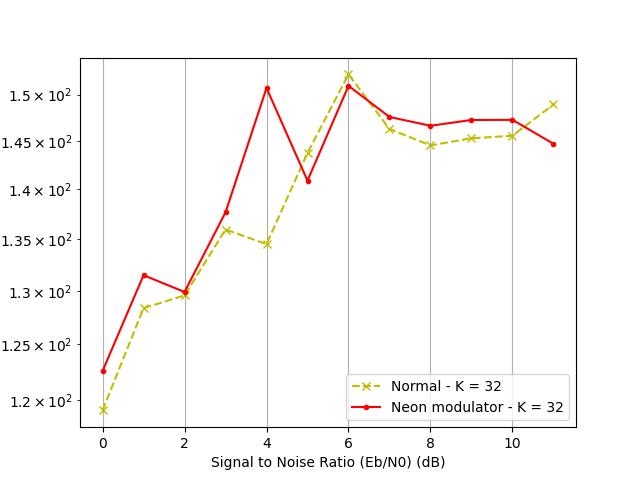 1.5 × 10²
1.45 × 10²
1.4 × 10²
1.35 × 10²
1.3 × 10²
1.25 × 10²
1.2 × 10²
Normal - K = 32
Neon modulator - K = 32
0 2 4 6 8 10
Signal to Noise Ratio (Eb/N0) (dB)